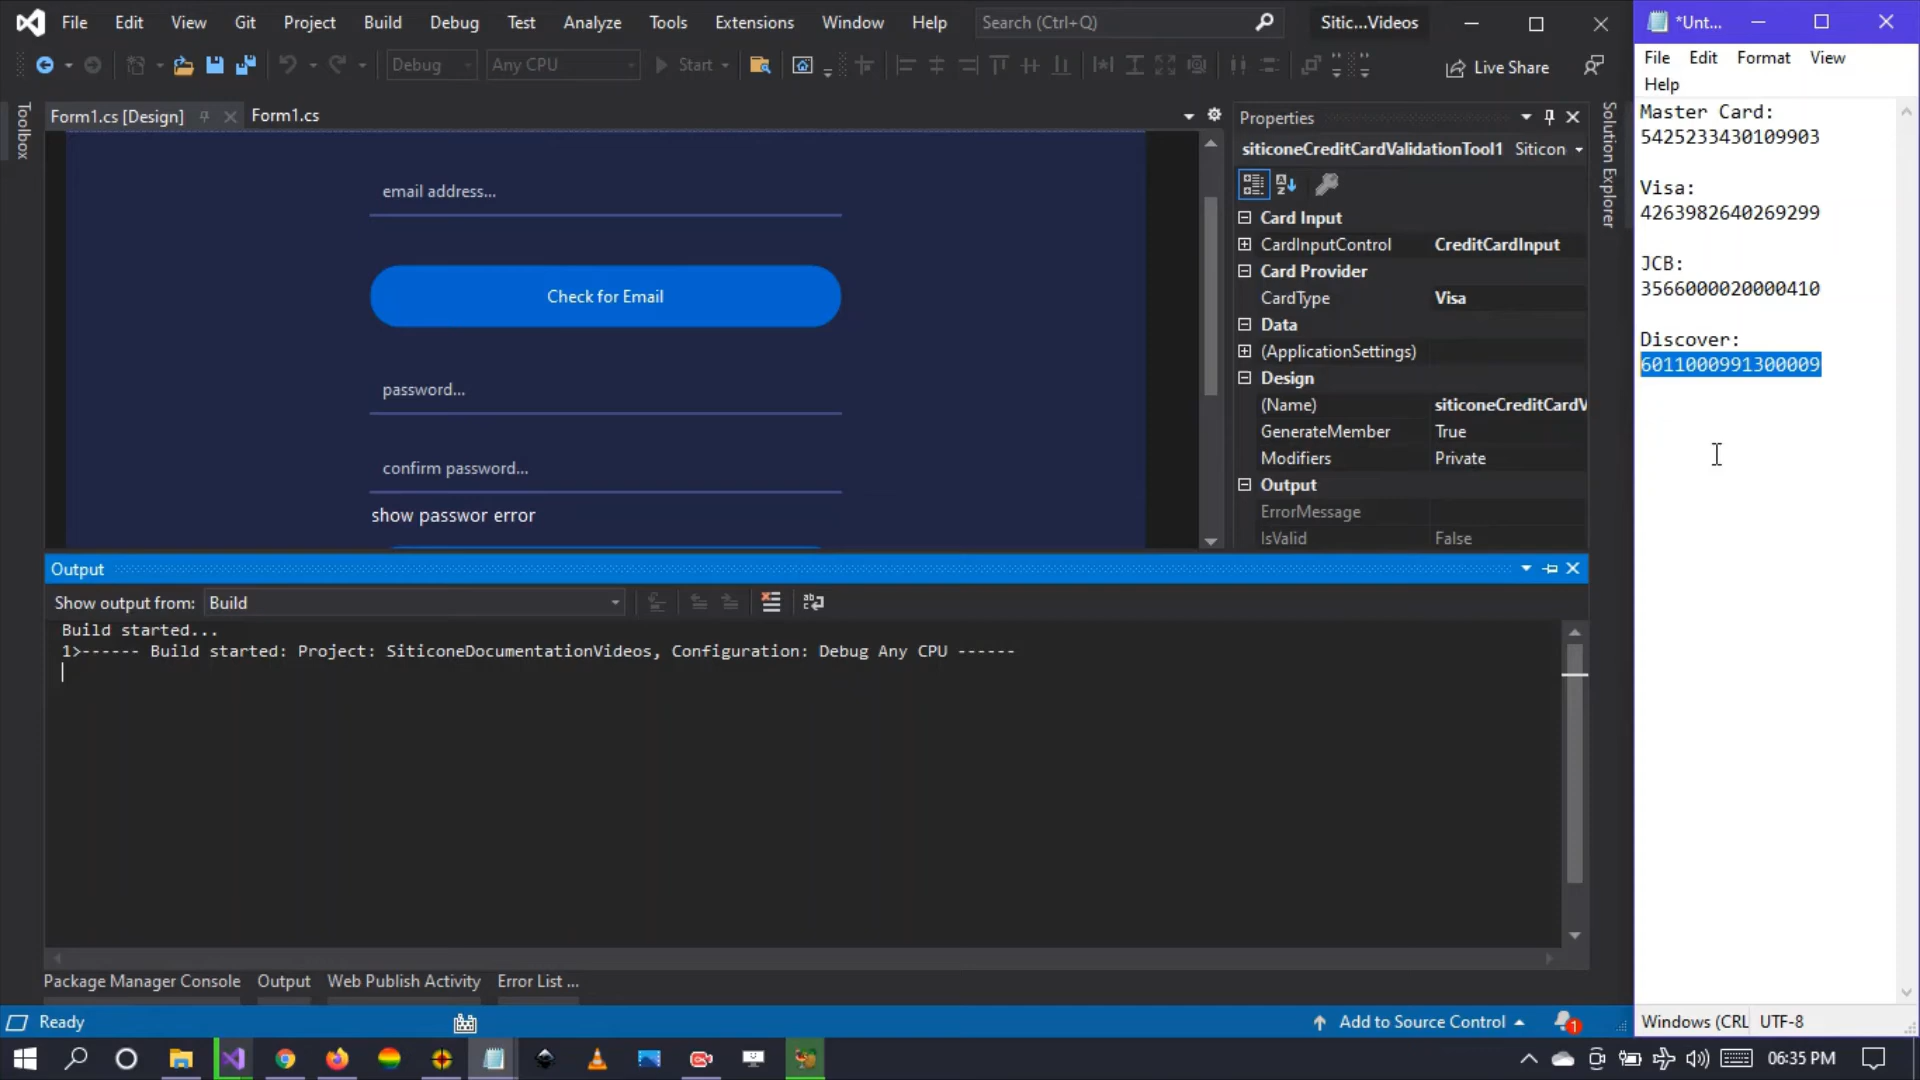 File Edit View Git Project Build Debug Test Analyze Tools Extensions Window Help Search (Ctrl+Q) Sitic...Videos
Debug Any CPU Start Live Share
Toolbox
Form1.cs [Design] Form1.cs
email address...
Check for Email
password...
confirm password...
show passwor error
Properties
siticoneCreditCardValidationTool1 Siticon
Card Input
CardInputControl CreditCardInput
Card Provider
CardType Visa
Data
(ApplicationSettings)
Design
(Name) siticoneCreditCardV
GenerateMember True
Modifiers Private
Output
ErrorMessage
IsValid False
Solution Explorer
Output
Show output from: Build
Build started...
1>------ Build started: Project: SiticoneDocumentationVideos, Configuration: Debug Any CPU ------
Package Manager Console Output Web Publish Activity Error List ...
Ready Add to Source Control 1
*Unt...
File Edit Format View
Help
Master Card:
5425233430109903
Visa:
4263982640269299
JCB:
3566000020000410
Discover:
6011000991300009
Windows (CRL UTF-8
06:35 PM